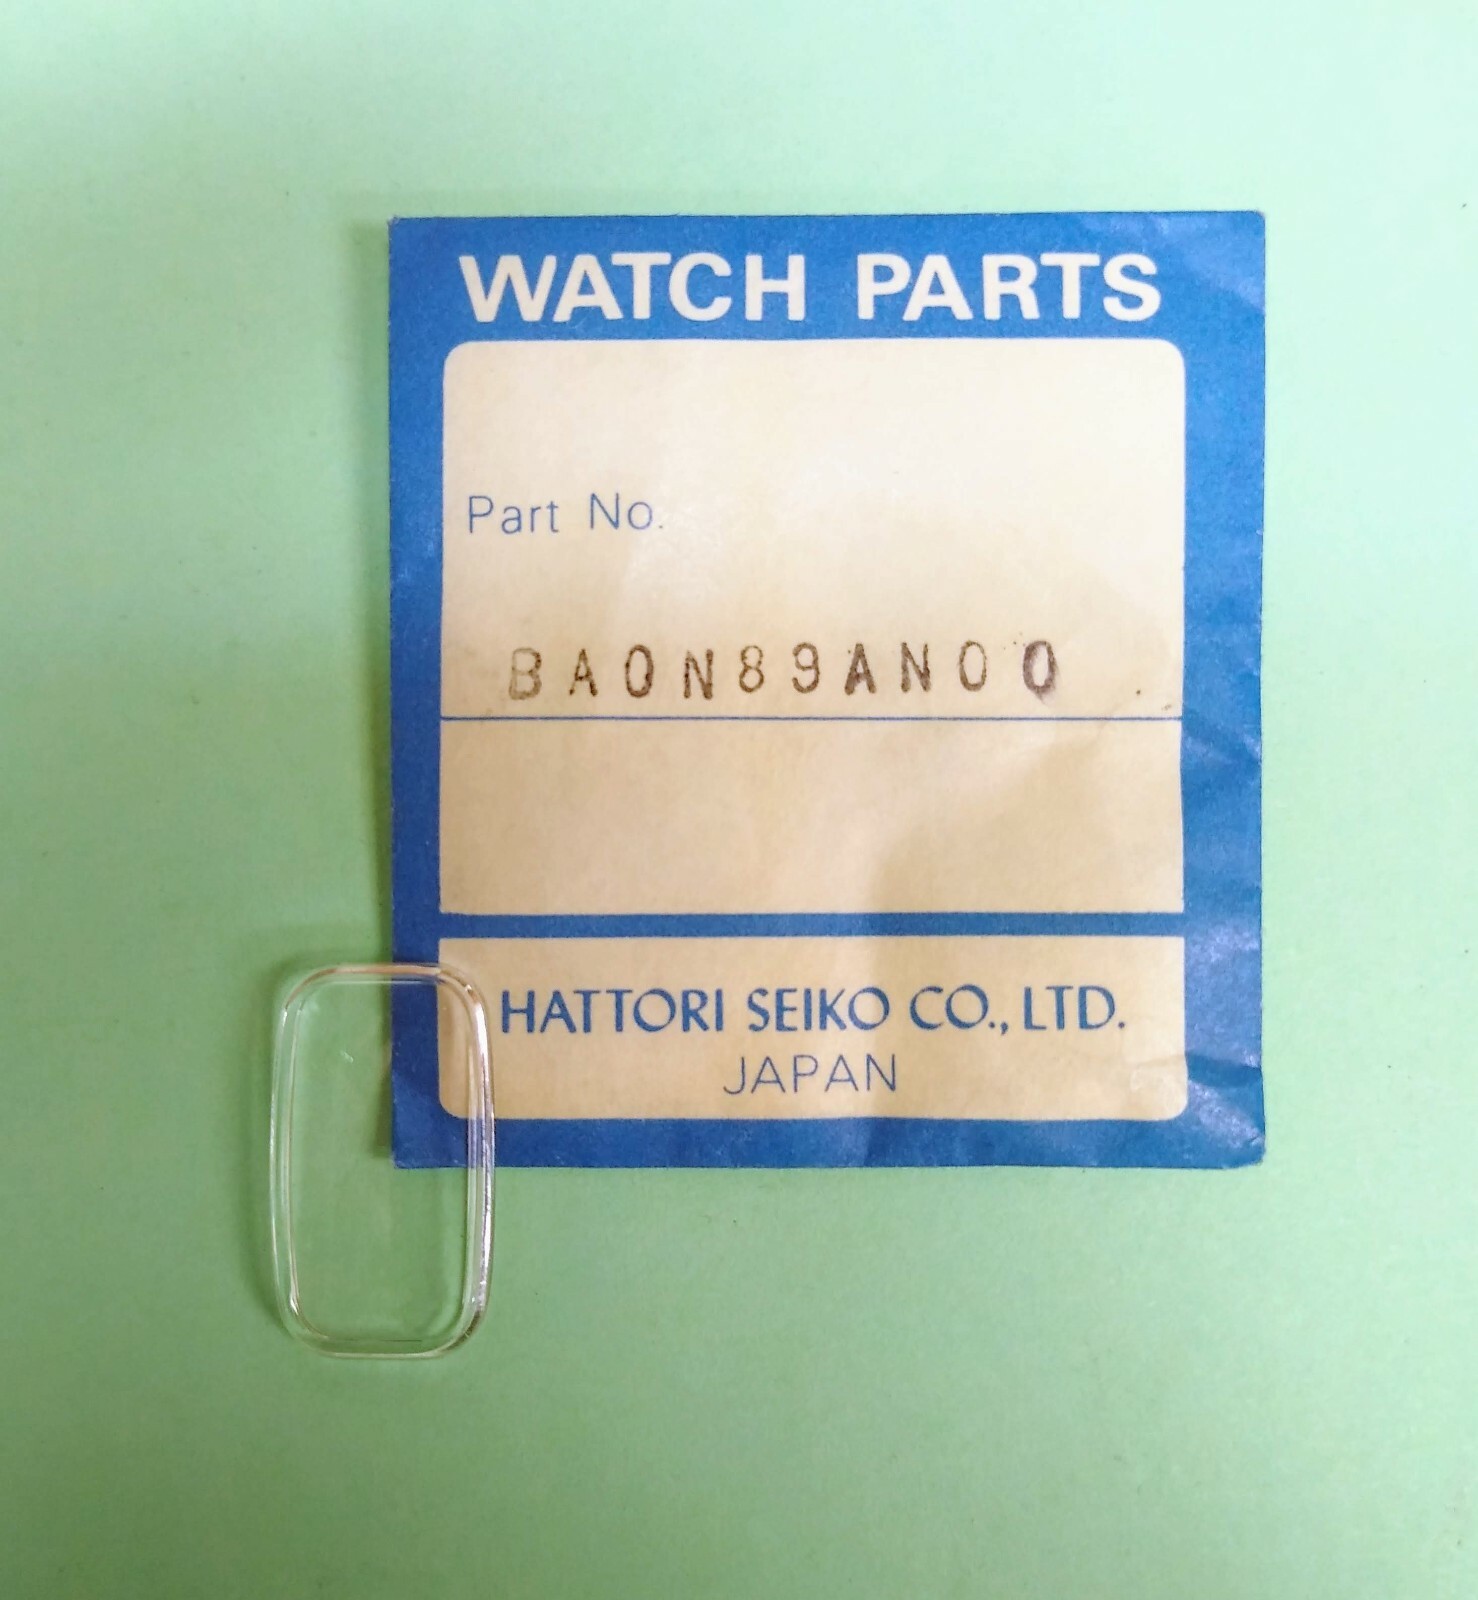 WATCH PARTS
Part No.
BA0N89AN00
HATTORI SEIKO CO., LTD.
JAPAN